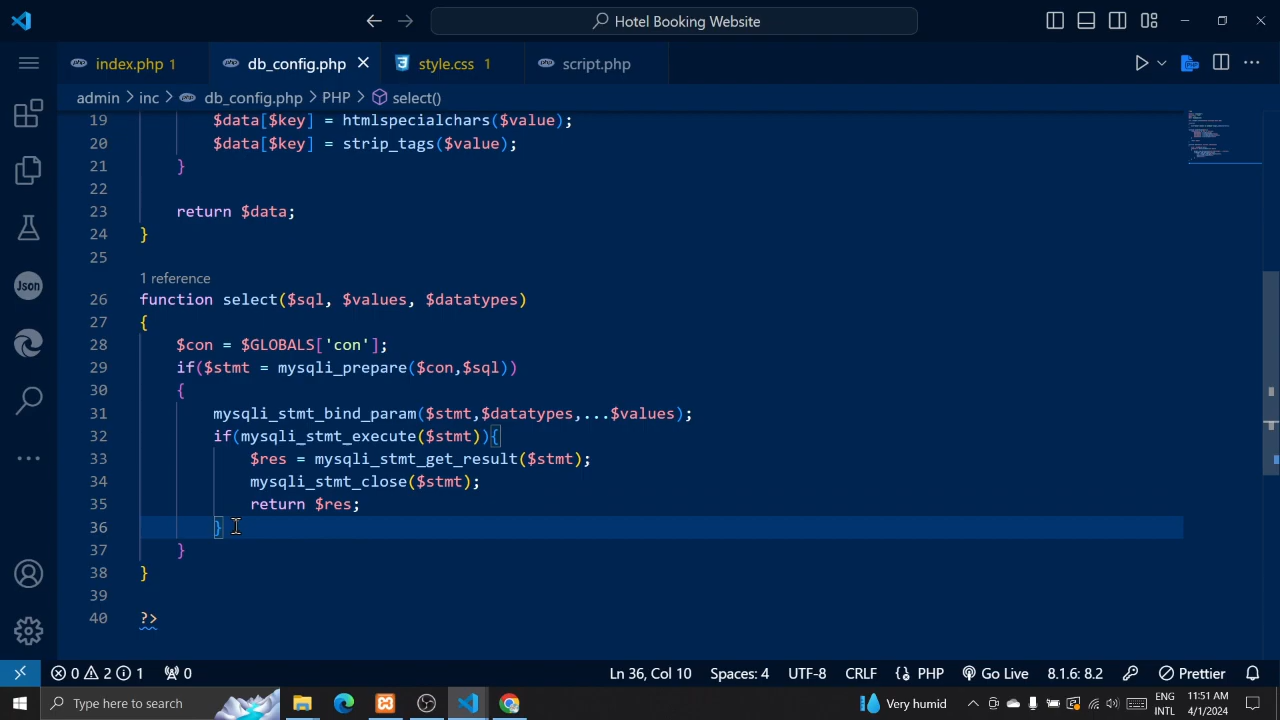 Hotel Booking Website
index.php 1
db_config.php
style.css 1
script.php
admin > inc > db_config.php > PHP > select()
19 $data[$key] = htmlspecialchars($value);
20 $data[$key] = strip_tags($value);
21 }
22
23 return $data;
24 }
25
1 reference
26 function select($sql, $values, $datatypes)
27 {
28 $con = $GLOBALS['con'];
29 if($stmt = mysqli_prepare($con,$sql))
30 {
31 mysqli_stmt_bind_param($stmt,$datatypes,...$values);
32 if(mysqli_stmt_execute($stmt)){
33 $res = mysqli_stmt_get_result($stmt);
34 mysqli_stmt_close($stmt);
35 return $res;
36 }
37 }
38 }
39
40 ?>
Json
0 2 1 0 Ln 36, Col 10 Spaces: 4 UTF-8 CRLF PHP Go Live 8.1.6: 8.2 Prettier
Type here to search Very humid ENG INTL 11:51 AM 4/1/2024